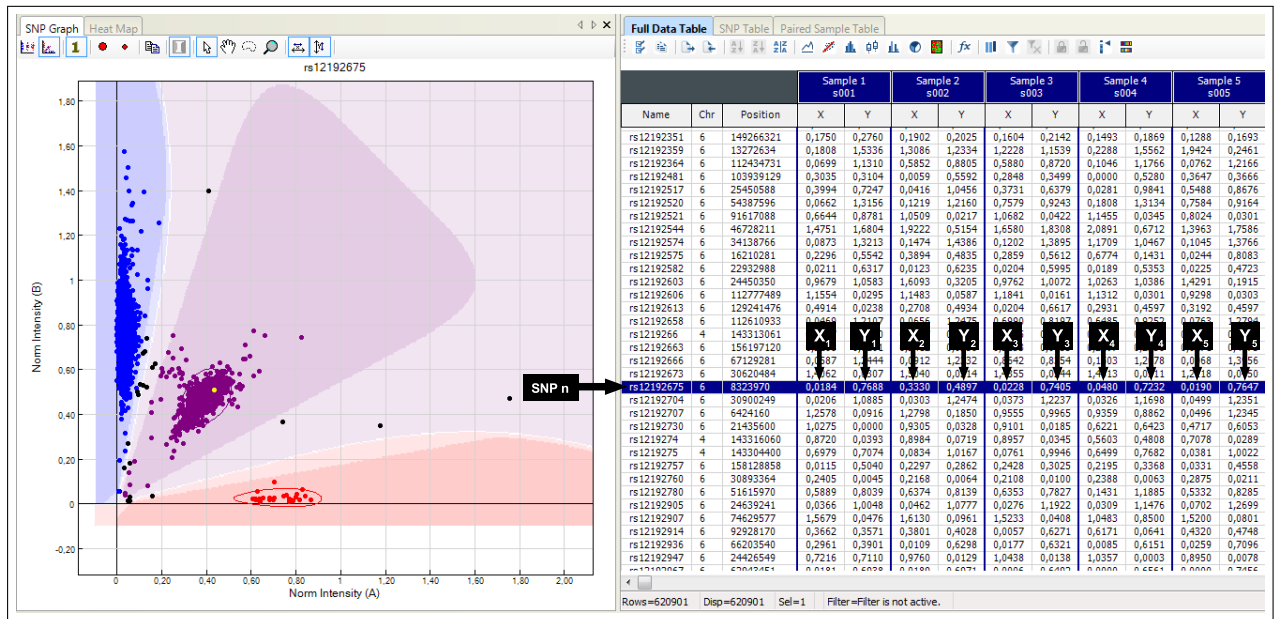 SNP Graph Heat Map
rs12192675
Norm Intensity (B)
1,80
1,60
1,40
1,20
1
0,80
0,60
0,40
0,20
0
-0,20
0 0,20 0,40 0,60 0,80 1 1,20 1,40 1,60 1,80 2,00
Norm Intensity (A)
Full Data Table SNP Table Paired Sample Table
Sample 1 Sample 2 Sample 3 Sample 4 Sample 5
s001 s002 s003 s004 s005
Name Chr Position X Y X Y X Y X Y X Y
rs12192351 6 149266321 0,1750 0,2760 0,1902 0,2025 0,1604 0,2142 0,1493 0,1869 0,1288 0,1693
rs12192359 6 13272634 0,1808 1,5336 1,3086 1,2334 1,2228 1,1539 0,2288 1,5562 1,9424 0,2461
rs12192364 6 112434731 0,0699 1,1310 0,5852 0,8805 0,5880 0,8720 0,1046 1,1766 0,0762 1,2166
rs12192481 6 103939129 0,3035 0,3104 0,0059 0,5592 0,2848 0,3499 0,0000 0,5280 0,3647 0,3666
rs12192517 6 25450588 0,3994 0,7247 0,0416 1,0456 0,3731 0,6379 0,0281 0,9841 0,5488 0,8676
rs12192520 6 54387596 0,0662 1,3156 0,1219 1,2160 0,7579 0,9243 0,1808 1,3134 0,7584 0,9164
rs12192521 6 91617088 0,6644 0,8781 1,0509 0,0217 1,0682 0,0422 1,1455 0,0345 0,8024 0,0301
rs12192544 6 46728211 1,4751 1,6804 1,9222 0,5154 1,6580 1,8308 2,0891 0,6712 1,3963 1,7586
rs12192574 6 34138766 0,0873 1,3213 0,1474 1,4386 0,1202 1,3895 0,1709 1,0467 0,1045 1,3766
rs12192575 6 16210281 0,2296 0,5542 0,3894 0,4835 0,2859 0,5612 0,6774 0,1431 0,0244 0,8083
rs12192582 6 22932988 0,0211 0,6317 0,0123 0,6235 0,0204 0,5995 0,0189 0,5353 0,0225 0,4723
rs12192603 6 24450350 0,9679 1,0583 1,6093 0,3205 0,9762 1,0072 1,0263 1,0386 1,4291 0,1915
rs12192606 6 112777489 1,1554 0,0295 1,1483 0,0587 1,1841 0,0161 1,1312 0,0301 0,9298 0,0303
rs12192613 6 129241476 0,4914 0,0238 0,2708 0,4934 0,0204 0,6617 0,2931 0,4597 0,3192 0,4597
rs12192658 6 112610933
rs1219266 4 143313061
rs12192663 6 156197120
rs12192666 6 67129281
rs12192673 6 30620484
X1 Y1 X2 Y2 X3 Y3 X4 Y4 X5 Y5
SNP n
rs12192675 6 8323970 0,0184 0,7688 0,3330 0,4897 0,0228 0,7405 0,0480 0,7232 0,0190 0,7647
rs12192704 6 30900249 0,0206 1,0885 0,0303 1,2474 0,0373 1,2237 0,0326 1,1698 0,0499 1,2351
rs12192707 6 6424160 1,2578 0,0916 1,2798 0,1850 0,9555 0,9965 0,9359 0,8862 0,0496 1,2345
rs12192730 6 21435600 1,0275 0,0000 0,9305 0,0328 0,9101 0,0185 0,6221 0,6423 0,4717 0,6053
rs1219274 4 143316060 0,8720 0,0393 0,8984 0,0719 0,8957 0,0345 0,5603 0,4808 0,7078 0,0289
rs1219275 4 143304400 0,6979 0,7074 0,0834 1,0167 0,0761 0,9946 0,6499 0,7682 0,0381 1,0022
rs12192757 6 158128858 0,0115 0,5040 0,2297 0,2862 0,2428 0,3025 0,2195 0,3368 0,0331 0,4558
rs12192760 6 30893364 0,2405 0,0045 0,2168 0,0064 0,2108 0,0100 0,2388 0,0063 0,2875 0,0211
rs12192780 6 51615970 0,5889 0,8039 0,6374 0,8139 0,6353 0,7827 0,1431 1,1885 0,5332 0,8285
rs12192905 6 24639241 0,0366 1,0048 0,0462 1,0777 0,0276 1,1922 0,0309 1,1476 0,0702 1,2699
rs12192907 6 74629577 1,5679 0,0476 1,6130 0,0961 1,5233 0,0408 1,0483 0,8500 1,5200 0,0801
rs12192914 6 92928170 0,3662 0,3571 0,3801 0,4028 0,0057 0,6271 0,6171 0,0641 0,4320 0,4748
rs12192936 6 66203540 0,2961 0,3901 0,0109 0,6298 0,0177 0,6321 0,0085 0,6151 0,0259 0,7096
rs12192947 6 24426549 0,7216 0,7110 0,9760 0,0129 1,0438 0,0138 1,0357 0,0003 0,8950 0,0078
Rows=620901 Disp=620901 Sel=1 Filter=Filter is not active.